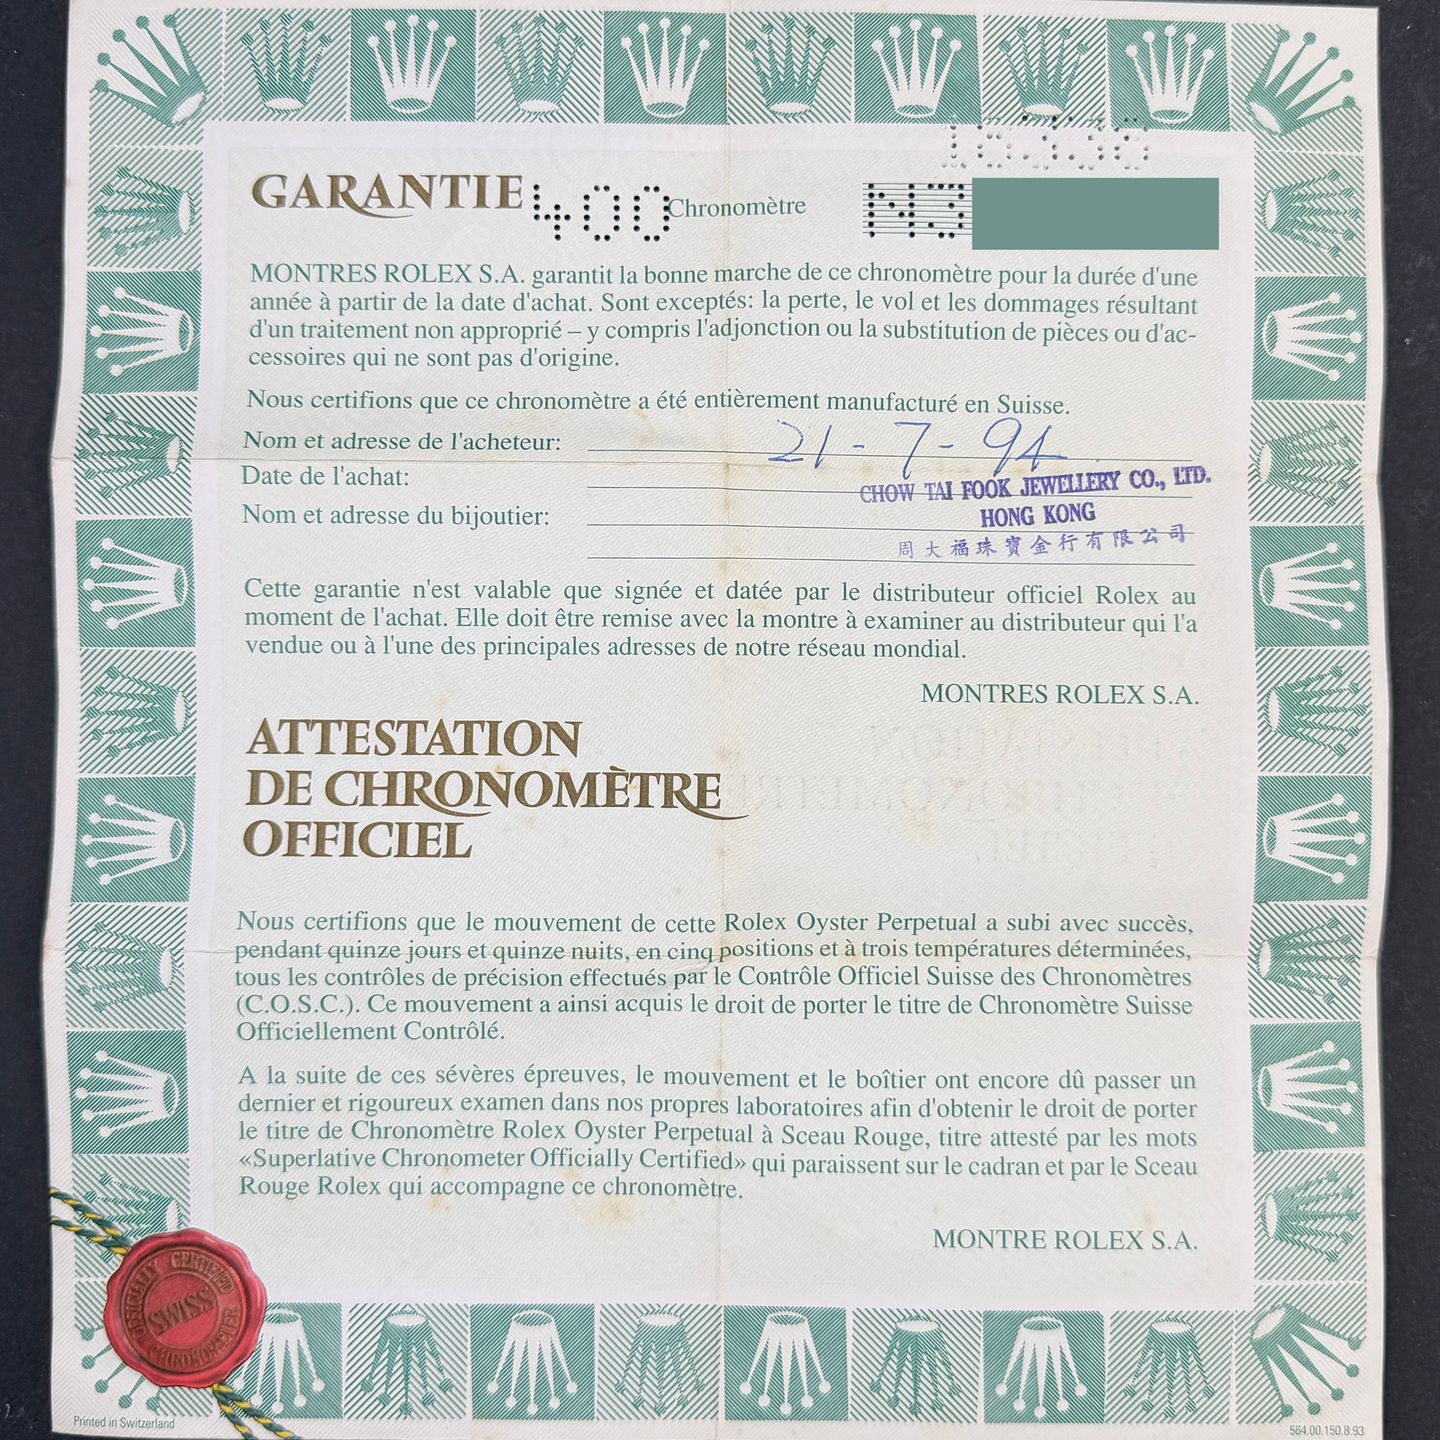 GARANTIE 400 Chronomètre N3
MONTRES ROLEX S.A. garantit la bonne marche de ce chronomètre pour la durée d'une
année à partir de la date d'achat. Sont exceptés: la perte, le vol et les dommages résultant
d'un traitement non approprié – y compris l'adjonction ou la substitution de pièces ou d'ac-
cessoires qui ne sont pas d'origine.
Nous certifions que ce chronomètre a été entièrement manufacturé en Suisse.
Nom et adresse de l'acheteur:
21-7-94
Date de l'achat:
CHOW TAI FOOK JEWELLERY CO., LTD.
Nom et adresse du bijoutier:
HONG KONG
周大福珠寶金行有限公司
Cette garantie n'est valable que signée et datée par le distributeur officiel Rolex au
moment de l'achat. Elle doit être remise avec la montre à examiner au distributeur qui l'a
vendue ou à l'une des principales adresses de notre réseau mondial.
MONTRES ROLEX S.A.
ATTESTATION
DE CHRONOMÈTRE
OFFICIEL
Nous certifions que le mouvement de cette Rolex Oyster Perpetual a subi avec succès,
pendant quinze jours et quinze nuits, en cinq positions et à trois températures déterminées,
tous les contrôles de précision effectués par le Contrôle Officiel Suisse des Chronomètres
(C.O.S.C.). Ce mouvement a ainsi acquis le droit de porter le titre de Chronomètre Suisse
Officiellement Contrôlé.
A la suite de ces sévères épreuves, le mouvement et le boîtier ont encore dû passer un
dernier et rigoureux examen dans nos propres laboratoires afin d'obtenir le droit de porter
le titre de Chronomètre Rolex Oyster Perpetual à Sceau Rouge, titre attesté par les mots
«Superlative Chronometer Officially Certified» qui paraissent sur le cadran et par le Sceau
Rouge Rolex qui accompagne ce chronomètre.
MONTRE ROLEX S.A.
OFFICIALLY CERTIFIED
SWISS
CHRONOMETER
Printed in Switzerland
564.00.150.8.93